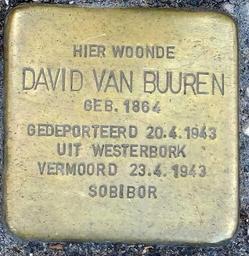 HIER WOONDE
DAVID VAN BUUREN
GEB. 1864
GEDEPORTEERD 20.4.1943
UIT WESTERBORK
VERMOORD 23.4.1943
SOBIBOR